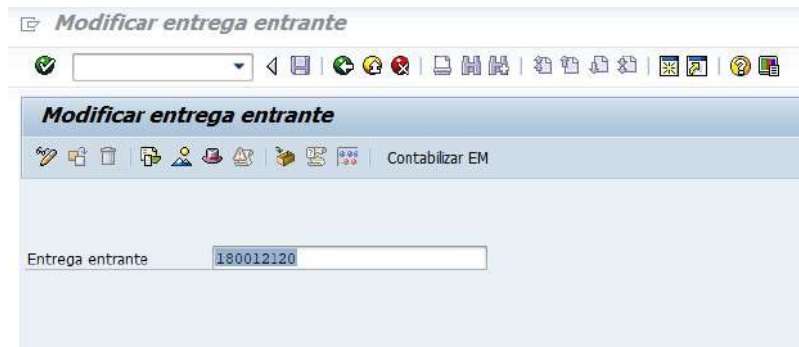 Modificar entrega entrante
Modificar entrega entrante
Contabilizar EM
Entrega entrante 180012120